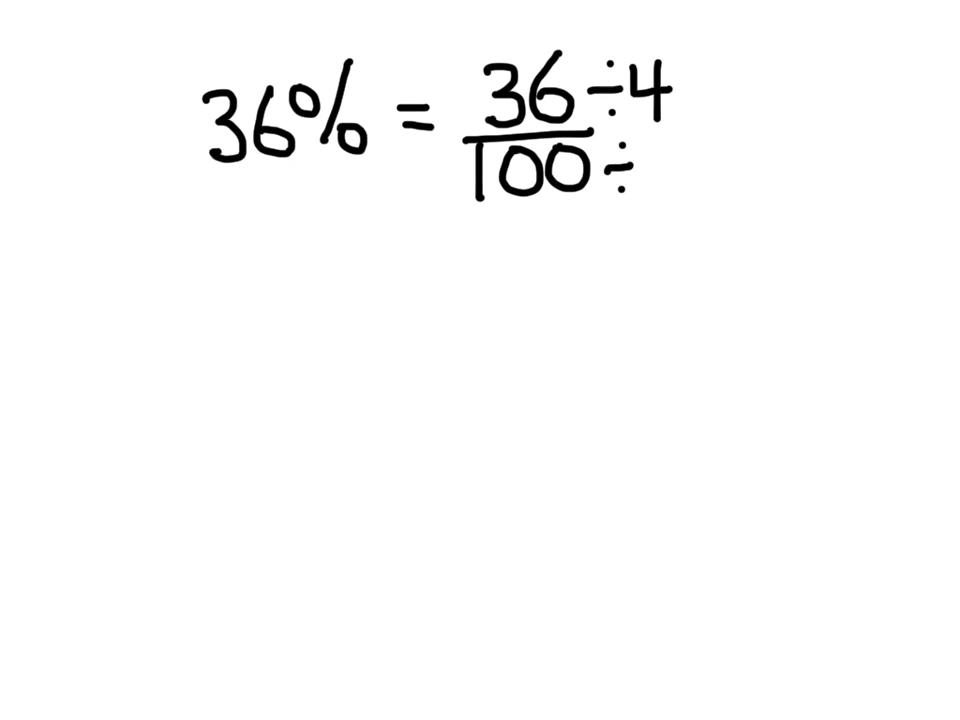 36% = 36 ÷ 4
100 ÷